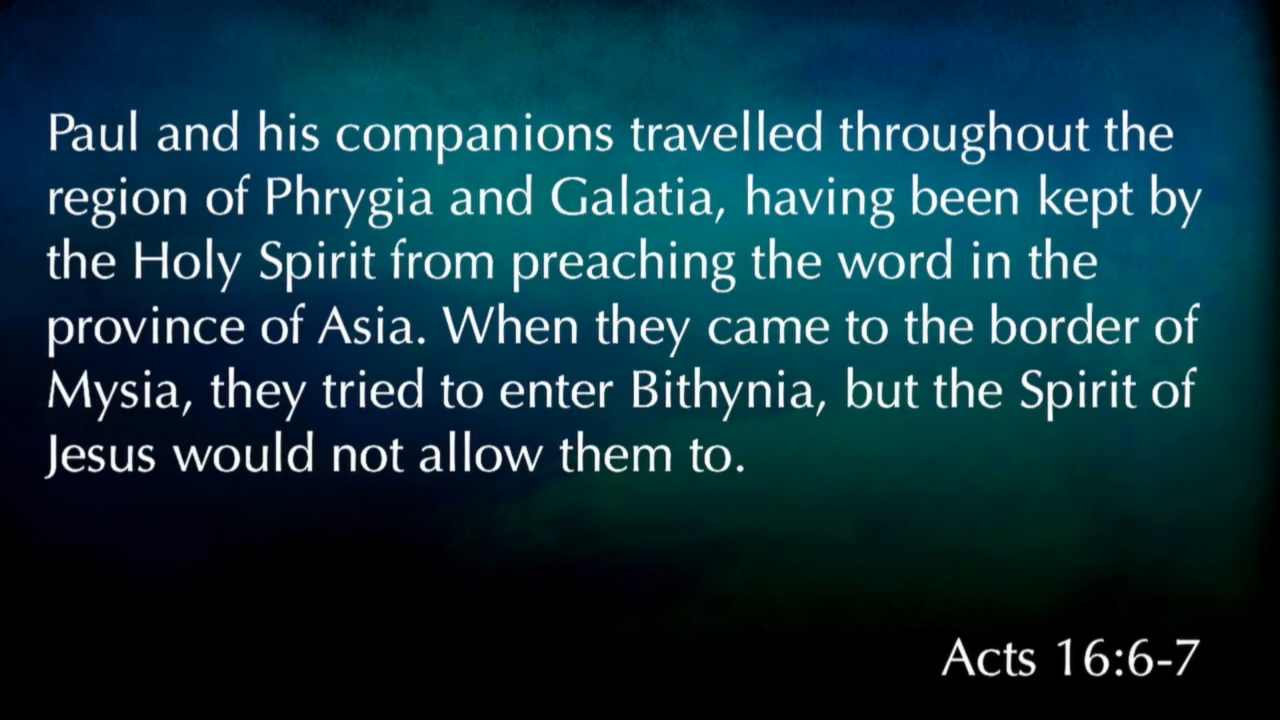 Paul and his companions travelled throughout the
region of Phrygia and Galatia, having been kept by
the Holy Spirit from preaching the word in the
province of Asia. When they came to the border of
Mysia, they tried to enter Bithynia, but the Spirit of
Jesus would not allow them to.
Acts 16:6-7